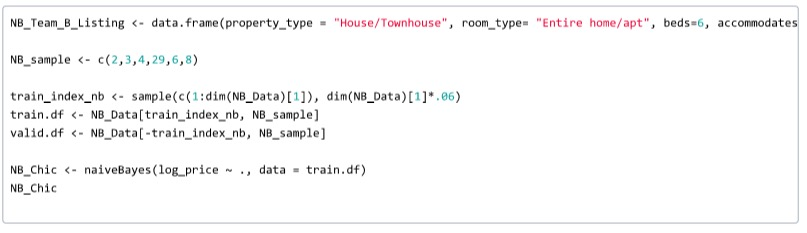 NB_Team_B_Listing <- data.frame(property_type = "House/Townhouse", room_type= "Entire home/apt", beds=6, accommodates
NB_sample <- c(2,3,4,29,6,8)
train_index_nb <- sample(c(1:dim(NB_Data)[1]), dim(NB_Data)[1]*.06)
train.df <- NB_Data[train_index_nb, NB_sample]
valid.df <- NB_Data[-train_index_nb, NB_sample]
NB_Chic <- naiveBayes(log_price ~ ., data = train.df)
NB_Chic